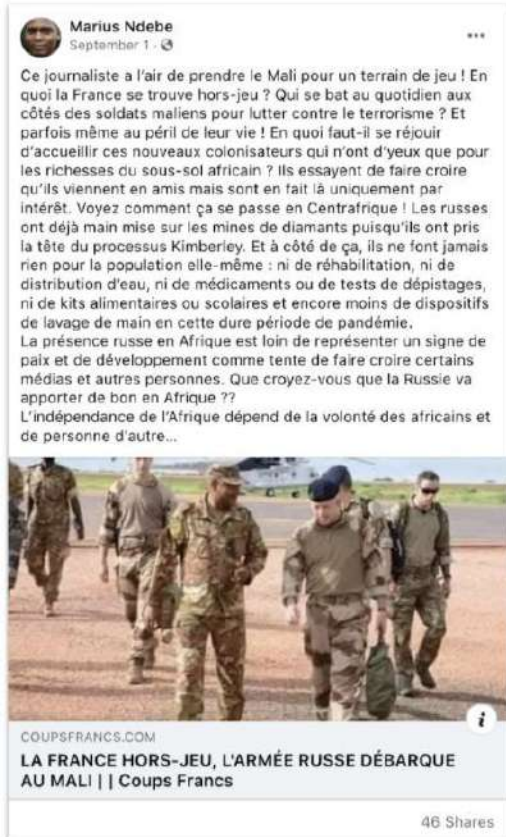 Marius Ndebe
September 1 ·
Ce journaliste a l'air de prendre le Mali pour un terrain de jeu ! En
quoi la France se trouve hors-jeu ? Qui se bat au quotidien aux
côtés des soldats maliens pour lutter contre le terrorisme ? Et
parfois même au péril de leur vie ! En quoi faut-il se réjouir
d'accueillir ces nouveaux colonisateurs qui n'ont d'yeux que pour
les richesses du sous-sol africain ? Ils essayent de faire croire
qu'ils viennent en amis mais sont en fait là uniquement par
intérêt. Voyez comment ça se passe en Centrafrique ! Les russes
ont déjà main mise sur les mines de diamants puisqu'ils ont pris
la tête du processus Kimberley. Et à côté de ça, ils ne font jamais
rien pour la population elle-même : ni de réhabilitation, ni de
distribution d'eau, ni de médicaments ou de tests de dépistages,
ni de kits alimentaires ou scolaires et encore moins de dispositifs
de lavage de main en cette dure période de pandémie.
La présence russe en Afrique est loin de représenter un signe de
paix et de développement comme tente de faire croire certains
médias et autres personnes. Que croyez-vous que la Russie va
apporter de bon en Afrique ??
L'indépendance de l'Afrique dépend de la volonté des africains et
de personne d'autre...
COUPSFRANCS.COM
LA FRANCE HORS-JEU, L'ARMÉE RUSSE DÉBARQUE
AU MALI | | Coups Francs
46 Shares